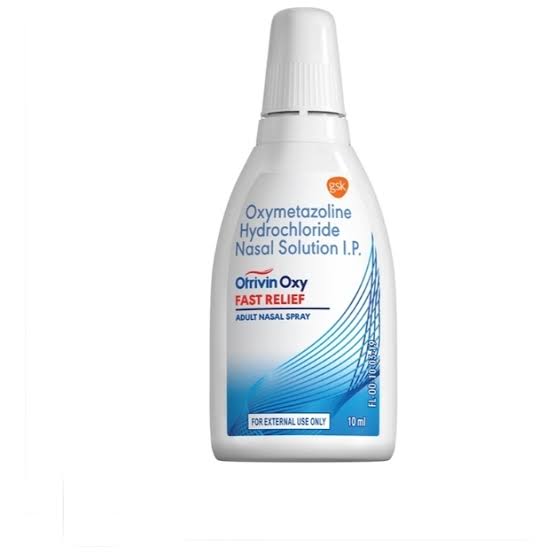 gsk
Oxymetazoline
Hydrochloride
Nasal Solution I.P.
Otrivin Oxy
FAST RELIEF
ADULT NASAL SPRAY
FOR EXTERNAL USE ONLY
10 ml